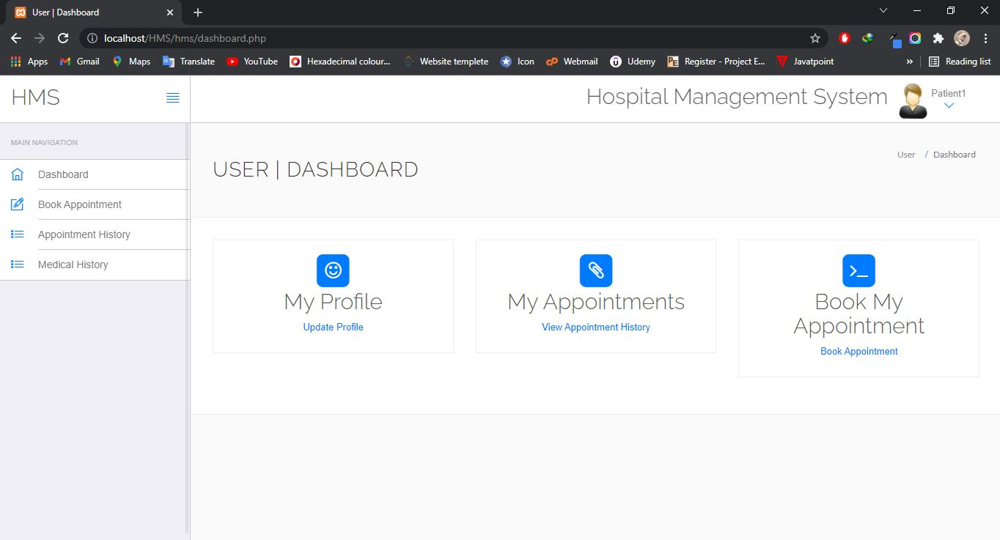 User | Dashboard
localhost/HMS/hms/dashboard.php
Apps Gmail Maps Translate YouTube Hexadecimal colour... Website templete Icon Webmail Udemy Register - Project E... Javatpoint » Reading list
HMS
Hospital Management System
Patient1
MAIN NAVIGATION
Dashboard
Book Appointment
Appointment History
Medical History
USER | DASHBOARD
User / Dashboard
My Profile
Update Profile
My Appointments
View Appointment History
Book My
Appointment
Book Appointment